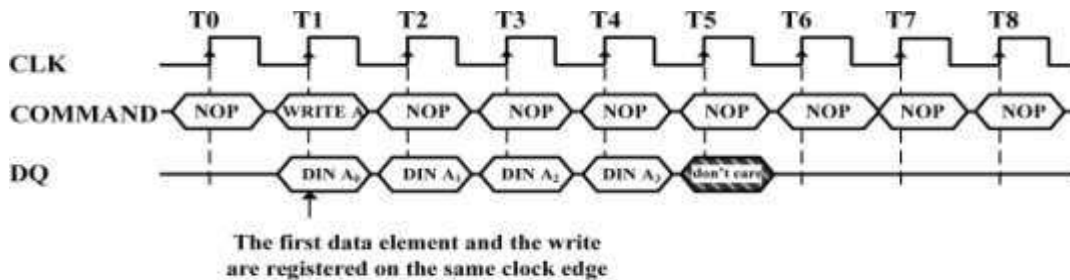 T0 T1 T2 T3 T4 T5 T6 T7 T8
CLK
COMMAND NOP WRITE A NOP NOP NOP NOP NOP NOP NOP
DQ DIN A₀ DIN A₁ DIN A₂ DIN A₃ don't care
The first data element and the write
are registered on the same clock edge